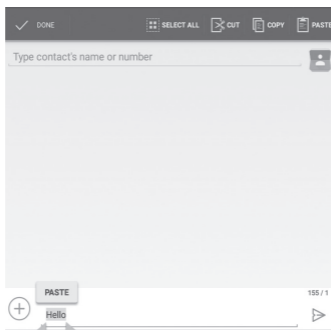 DONE SELECT ALL CUT COPY PASTE
Type contact's name or number
PASTE
155 / 1
Hello